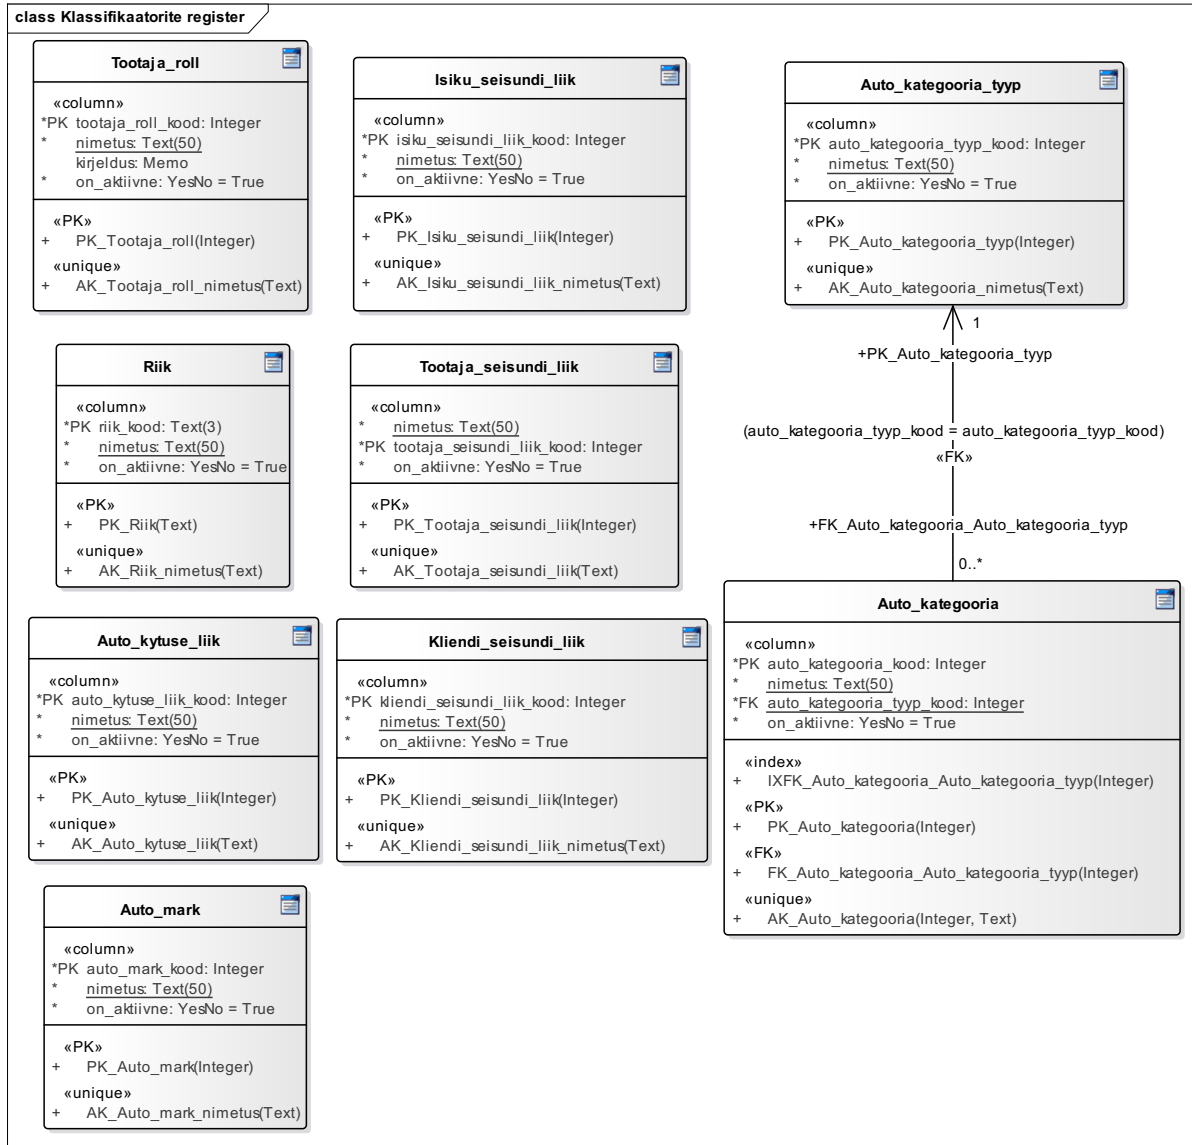 class Klassifikaatorite register
Tootaja_roll
«column»
*PK tootaja_roll_kood: Integer
* nimetus: Text(50)
kirjeldus: Memo
* on_aktiivne: YesNo = True
«PK»
+ PK_Tootaja_roll(Integer)
«unique»
+ AK_Tootaja_roll_nimetus(Text)
Isiku_seisundi_liik
«column»
*PK isiku_seisundi_liik_kood: Integer
* nimetus: Text(50)
* on_aktiivne: YesNo = True
«PK»
+ PK_Isiku_seisundi_liik(Integer)
«unique»
+ AK_Isiku_seisundi_liik_nimetus(Text)
Auto_kategooria_tyyp
«column»
*PK auto_kategooria_tyyp_kood: Integer
* nimetus: Text(50)
* on_aktiivne: YesNo = True
«PK»
+ PK_Auto_kategooria_tyyp(Integer)
«unique»
+ AK_Auto_kategooria_nimetus(Text)
Riik
«column»
*PK riik_kood: Text(3)
* nimetus: Text(50)
* on_aktiivne: YesNo = True
«PK»
+ PK_Riik(Text)
«unique»
+ AK_Riik_nimetus(Text)
Tootaja_seisundi_liik
«column»
* nimetus: Text(50)
*PK tootaja_seisundi_liik_kood: Integer
* on_aktiivne: YesNo = True
«PK»
+ PK_Tootaja_seisundi_liik(Integer)
«unique»
+ AK_Tootaja_seisundi_liik(Text)
1
+PK_Auto_kategooria_tyyp
(auto_kategooria_tyyp_kood = auto_kategooria_tyyp_kood)
«FK»
+FK_Auto_kategooria_Auto_kategooria_tyyp
0..*
Auto_kytuse_liik
«column»
*PK auto_kytuse_liik_kood: Integer
* nimetus: Text(50)
* on_aktiivne: YesNo = True
«PK»
+ PK_Auto_kytuse_liik(Integer)
«unique»
+ AK_Auto_kytuse_liik(Text)
Kliendi_seisundi_liik
«column»
*PK kliendi_seisundi_liik_kood: Integer
* nimetus: Text(50)
* on_aktiivne: YesNo = True
«PK»
+ PK_Kliendi_seisundi_liik(Integer)
«unique»
+ AK_Kliendi_seisundi_liik_nimetus(Text)
Auto_kategooria
«column»
*PK auto_kategooria_kood: Integer
* nimetus: Text(50)
*FK auto_kategooria_tyyp_kood: Integer
* on_aktiivne: YesNo = True
«index»
+ IXFK_Auto_kategooria_Auto_kategooria_tyyp(Integer)
«PK»
+ PK_Auto_kategooria(Integer)
«FK»
+ FK_Auto_kategooria_Auto_kategooria_tyyp(Integer)
«unique»
+ AK_Auto_kategooria(Integer, Text)
Auto_mark
«column»
*PK auto_mark_kood: Integer
* nimetus: Text(50)
* on_aktiivne: YesNo = True
«PK»
+ PK_Auto_mark(Integer)
«unique»
+ AK_Auto_mark_nimetus(Text)